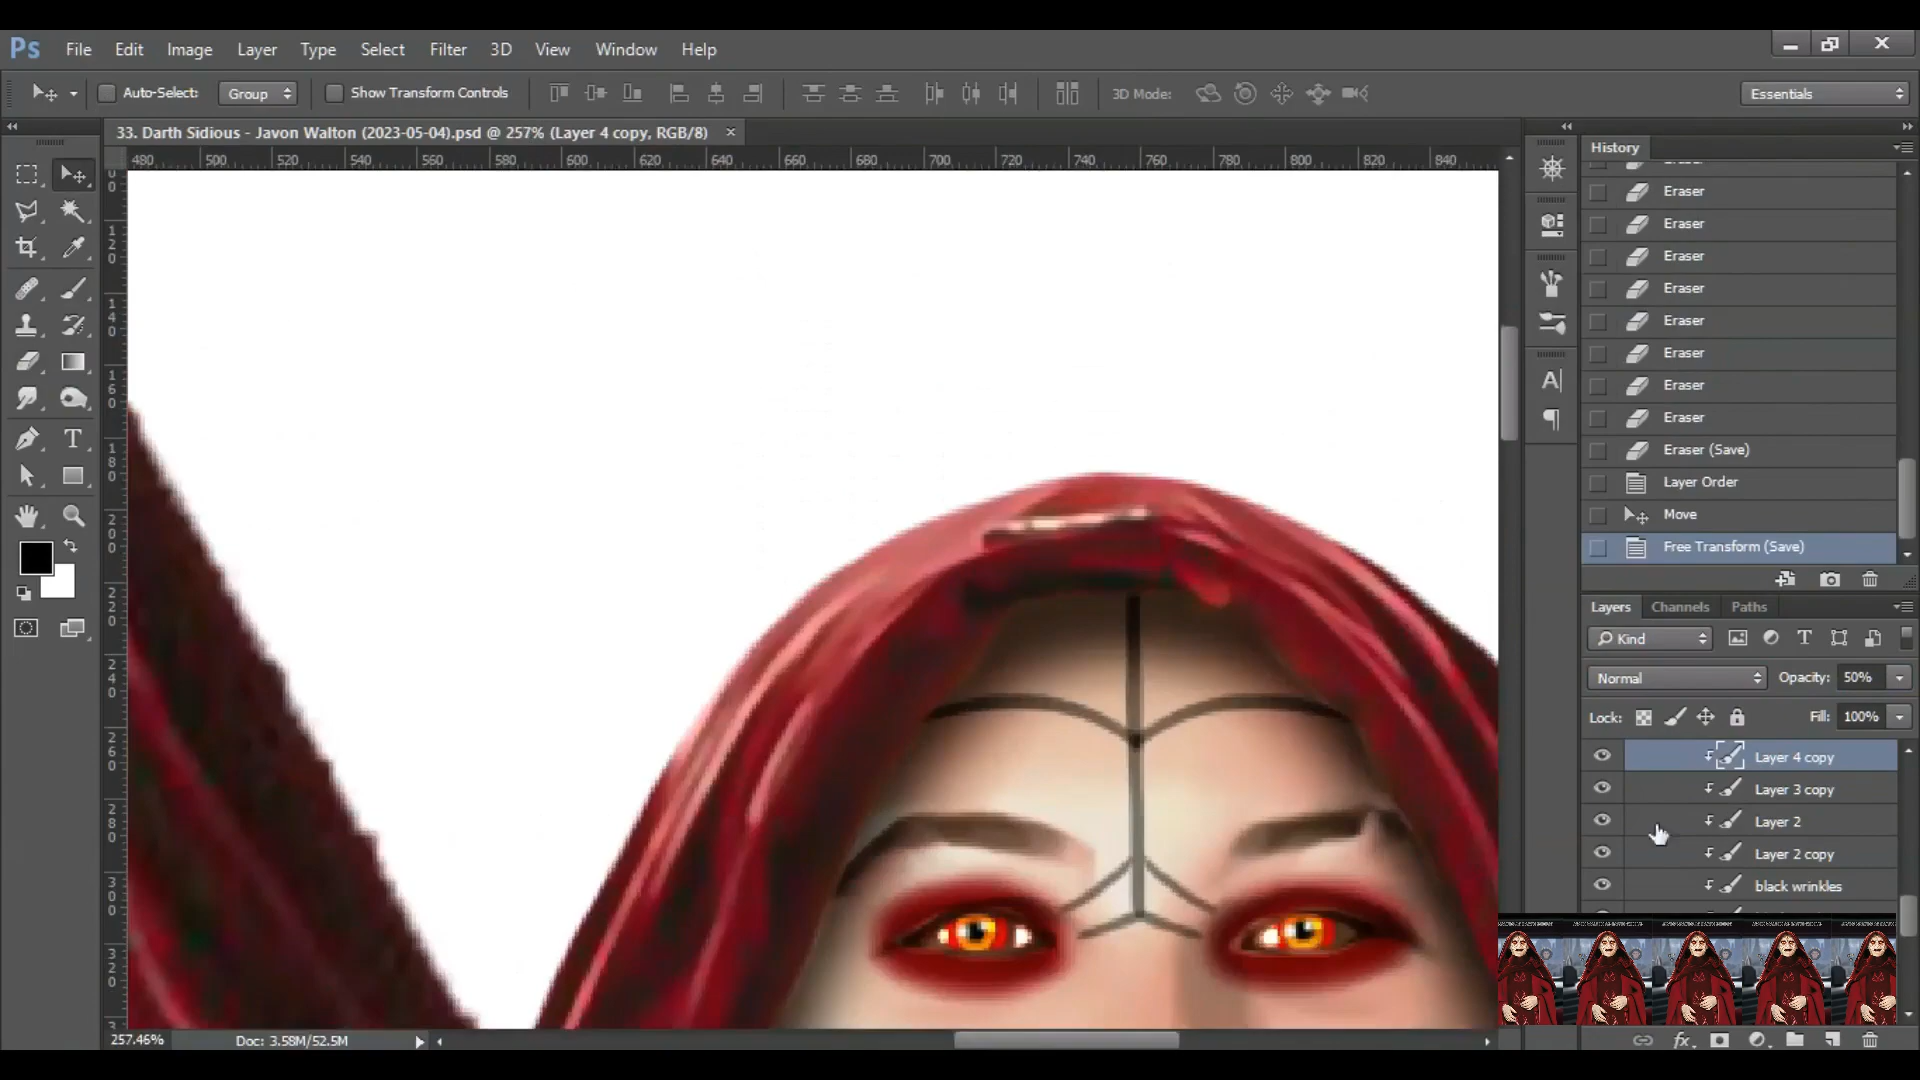 Ps File Edit Image Layer Type Select Filter 3D View Window Help
Auto-Select: Group Show Transform Controls 3D Mode: Essentials
33. Darth Sidious - Javon Walton (2023-05-04).psd @ 257% (Layer 4 copy, RGB/8) ×
480 500 520 540 560 580 600 620 640 660 680 700 720 740 760 780 800 820 840
History
Eraser
Eraser
Eraser
Eraser
Eraser
Eraser
Eraser
Eraser
Eraser (Save)
Layer Order
Move
Free Transform (Save)
Layers Channels Paths
Kind
Normal Opacity: 50%
Lock: Fill: 100%
Layer 4 copy
Layer 3 copy
Layer 2
Layer 2 copy
black wrinkles
257.46% Doc: 3.58M/52.5M